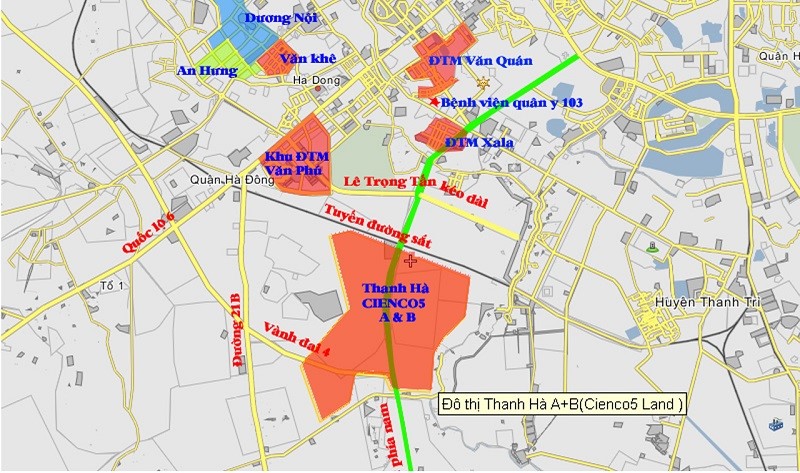 Dương Nội
Quận H
Văn khê
ĐTM Văn Quán
An Hưng
Ha Dong
Bệnh viện quân y 103
ĐTM Xala
Khu ĐTM
Văn Phú
Quận Hà Đông
Lê Trọng Tấn kéo dài
Tuyến đường sắt
Quốc lộ 6
Tổ 1
Thanh Hà
CIENCO5
A & B
Huyện Thanh Trì
Đường 21B
Vành đai 4
Đô thị Thanh Hà A+B(Cienco5 Land )
phía nam